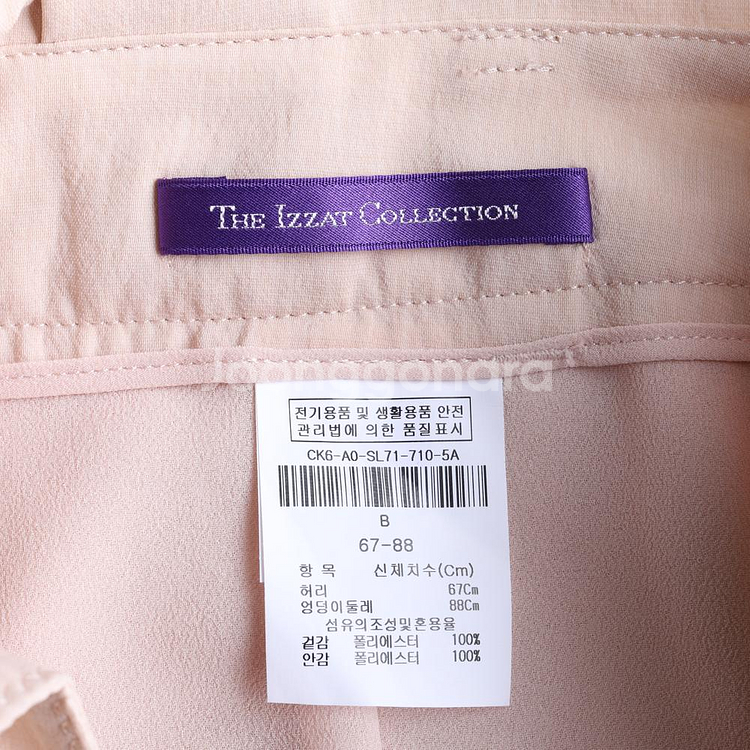 THE IZZAT COLLECTION
Joonggonara
전기용품 및 생활용품 안전
관리법에 의한 품질표시
CK6-A0-SL71-710-5A
B
67-88
항 목 신체치수(Cm)
허리 67Cm
엉덩이둘레 88Cm
섬유의조성및혼용율
겉감 폴리에스터 100%
안감 폴리에스터 100%